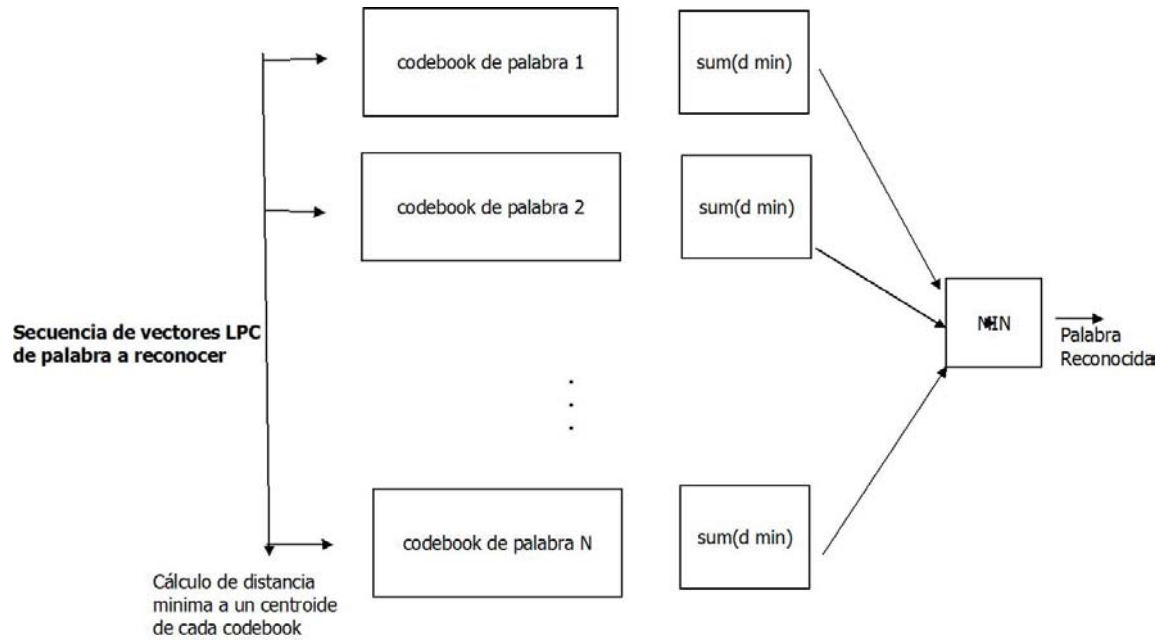 codebook de palabra 1
sum(d min)
codebook de palabra 2
sum(d min)
Secuencia de vectores LPC
de palabra a reconocer
MIN
Palabra
Reconocida
codebook de palabra N
sum(d min)
Cálculo de distancia
minima a un centroide
de cada codebook